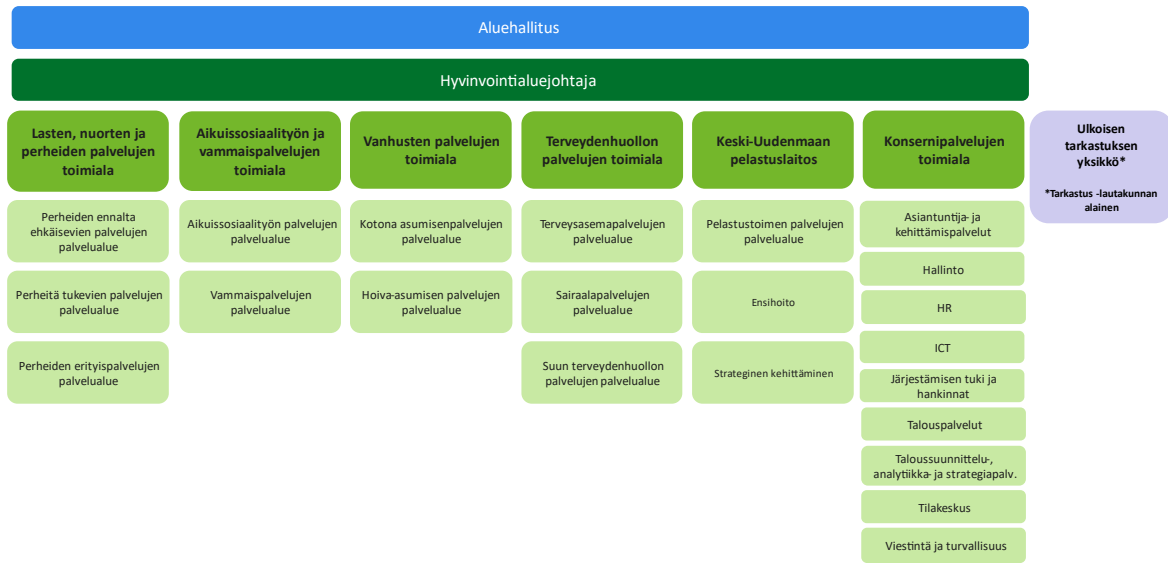 Aluehallitus
Hyvinvointialuejohtaja
Lasten, nuorten ja
perheiden palvelujen
toimiala
Perheiden ennalta
ehkäisevien palvelujen
palvelualue
Perheitä tukevien palvelujen
palvelualue
Perheiden erityispalvelujen
palvelualue
Aikuissosiaalityön ja
vammaispalvelujen
toimiala
Aikuissosiaalityön palvelujen
palvelualue
Vammaispalvelujen
palvelualue
Vanhusten palvelujen
toimiala
Kotona asumisenpalvelujen
palvelualue
Hoiva-asumisen palvelujen
palvelualue
Terveydenhuollon
palvelujen toimiala
Terveysasemapalvelujen
palvelualue
Sairaalapalvelujen
palvelualue
Suun terveydenhuollon
palvelujen palvelualue
Keski-Uudenmaan
pelastuslaitos
Pelastustoimen palvelujen
palvelualue
Ensihoito
Strateginen kehittäminen
Konsernipalvelujen
toimiala
Asiantuntija- ja
kehittämispalvelut
Hallinto
HR
ICT
Järjestämisen tuki ja
hankinnat
Talouspalvelut
Taloussuunnittelu-,
analytiikka- ja strategiapalv.
Tilakeskus
Viestintä ja turvallisuus
Ulkoisen
tarkastuksen
yksikkö*
*Tarkastus -lautakunnan
alainen